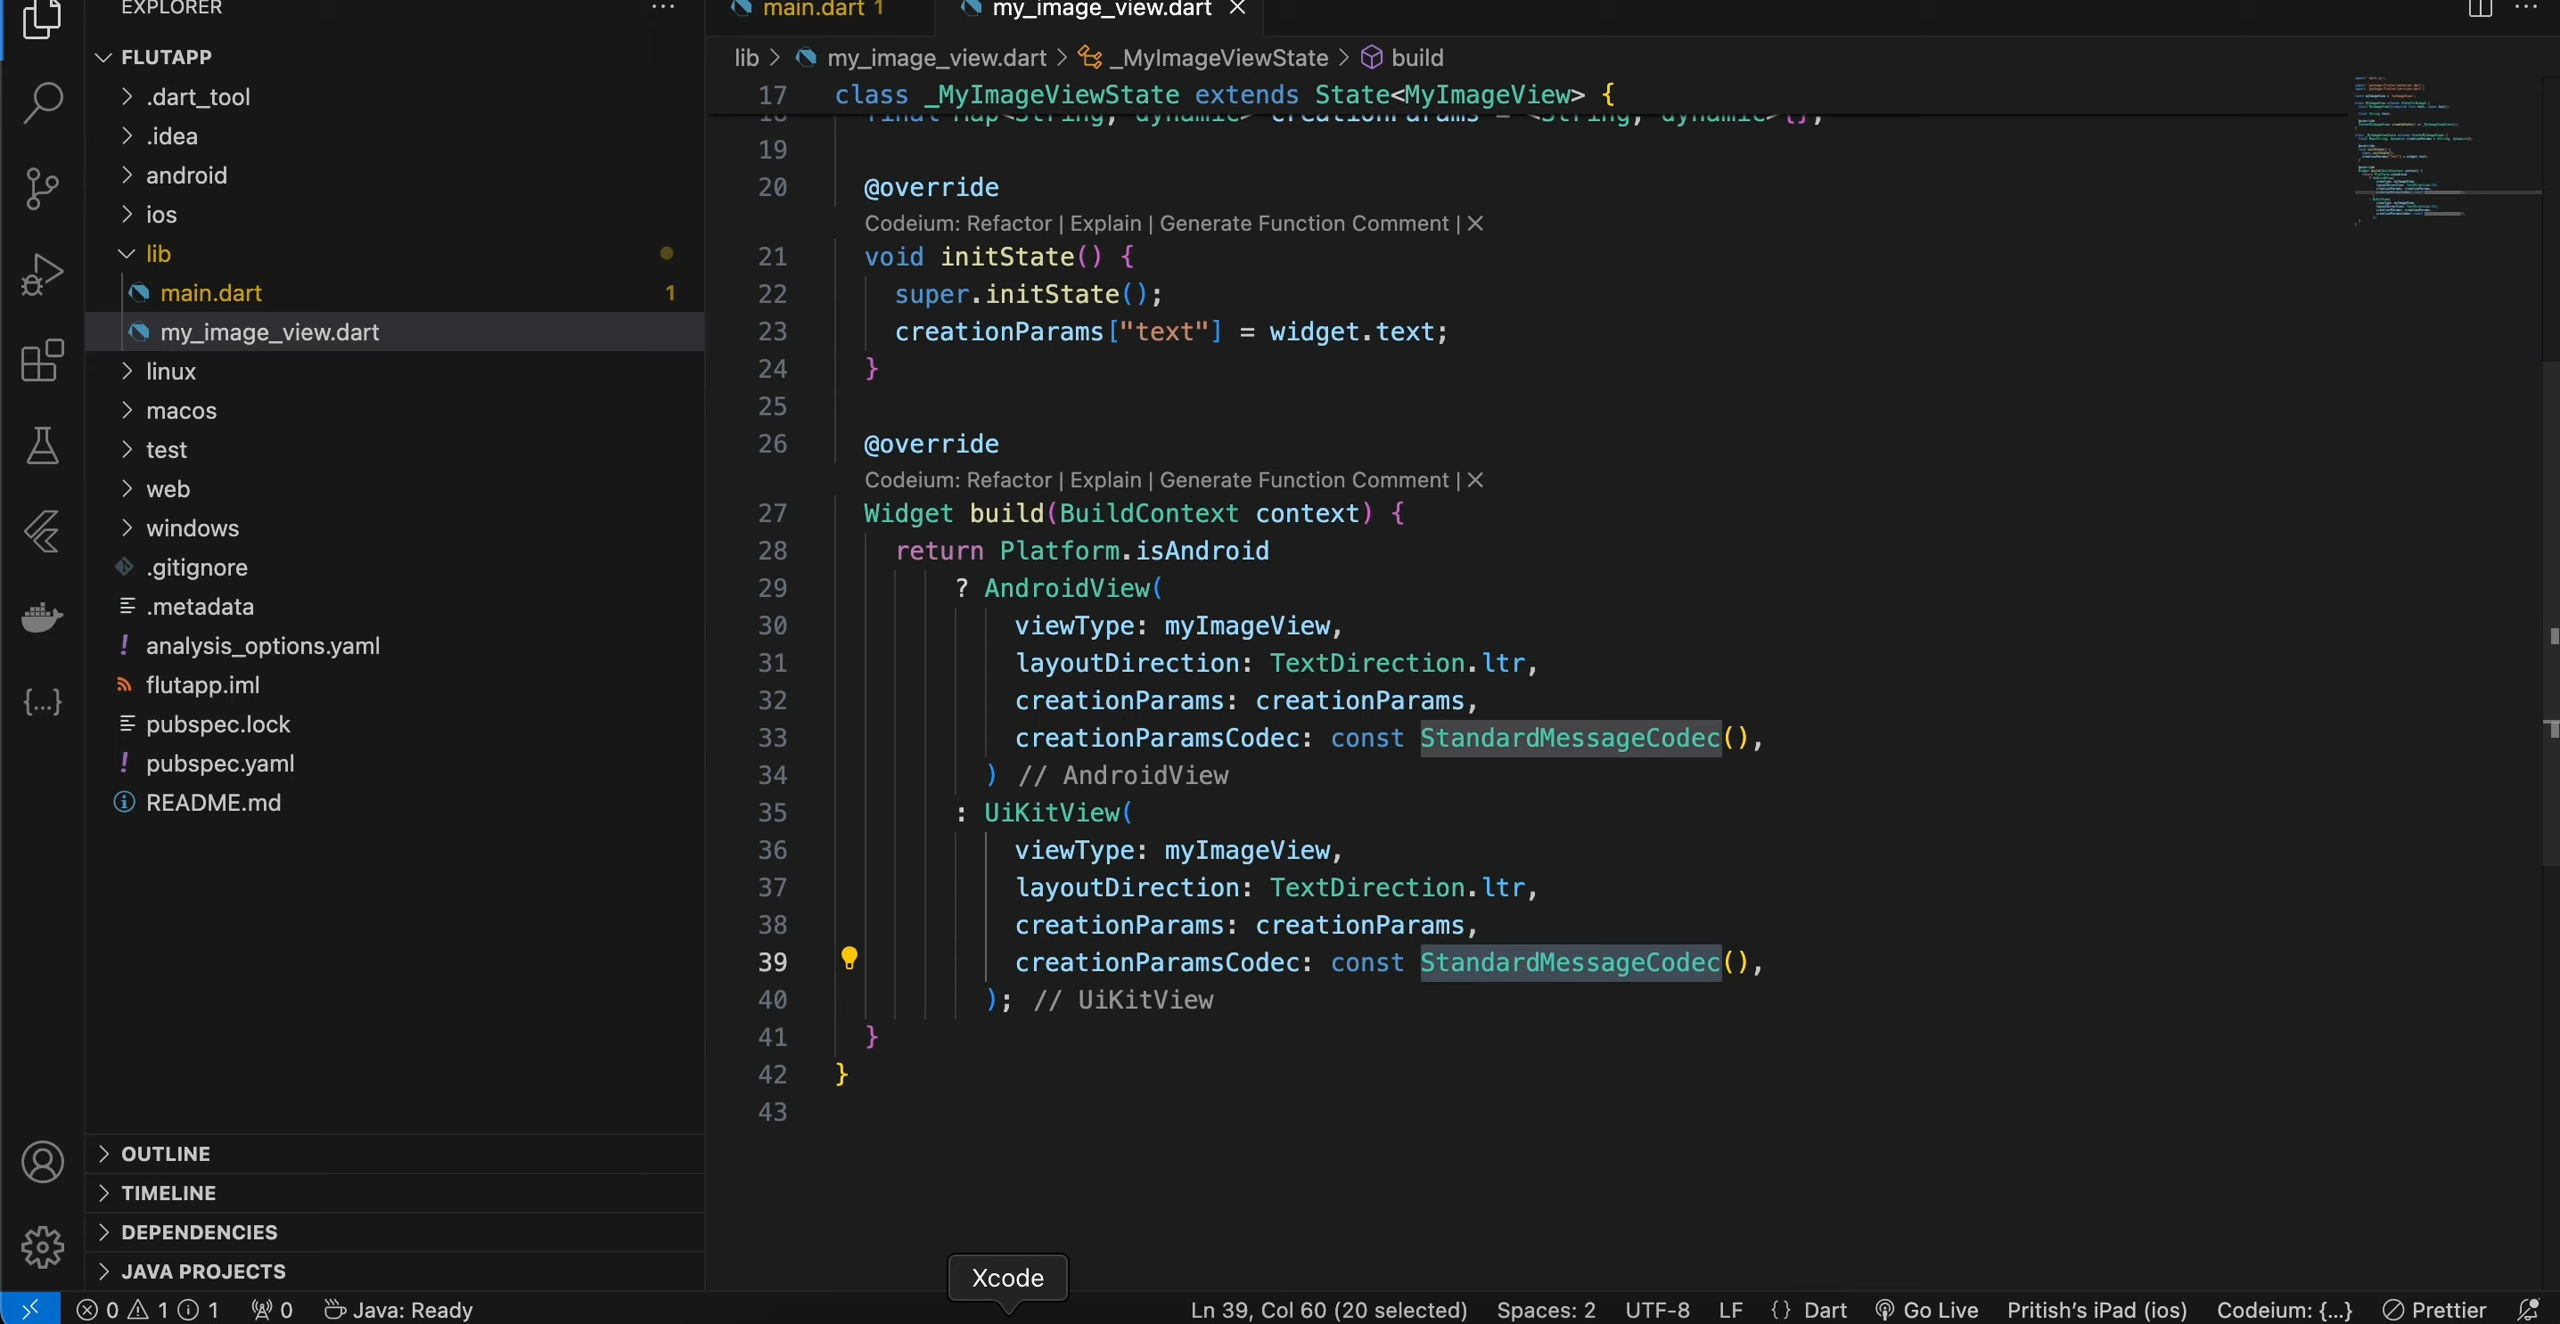 EXPLORER
main.dart 1
my_image_view.dart
FLUTAPP
.dart_tool
.idea
android
ios
lib
main.dart 1
my_image_view.dart
linux
macos
test
web
windows
.gitignore
.metadata
analysis_options.yaml
flutapp.iml
pubspec.lock
pubspec.yaml
README.md
OUTLINE
TIMELINE
DEPENDENCIES
JAVA PROJECTS
lib > my_image_view.dart > _MyImageViewState > build
17 class _MyImageViewState extends State<MyImageView> {
18 final Map<String, dynamic> creationParams = <String, dynamic>{};
19
20 @override
Codeium: Refactor | Explain | Generate Function Comment | X
21 void initState() {
22 super.initState();
23 creationParams["text"] = widget.text;
24 }
25
26 @override
Codeium: Refactor | Explain | Generate Function Comment | X
27 Widget build(BuildContext context) {
28 return Platform.isAndroid
29 ? AndroidView(
30 viewType: myImageView,
31 layoutDirection: TextDirection.ltr,
32 creationParams: creationParams,
33 creationParamsCodec: const StandardMessageCodec(),
34 ) // AndroidView
35 : UiKitView(
36 viewType: myImageView,
37 layoutDirection: TextDirection.ltr,
38 creationParams: creationParams,
39 creationParamsCodec: const StandardMessageCodec(),
40 ); // UiKitView
41 }
42 }
43
Xcode
0 1 1 0 Java: Ready Ln 39, Col 60 (20 selected) Spaces: 2 UTF-8 LF {} Dart Go Live Pritish's iPad (ios) Codeium: {...} Prettier